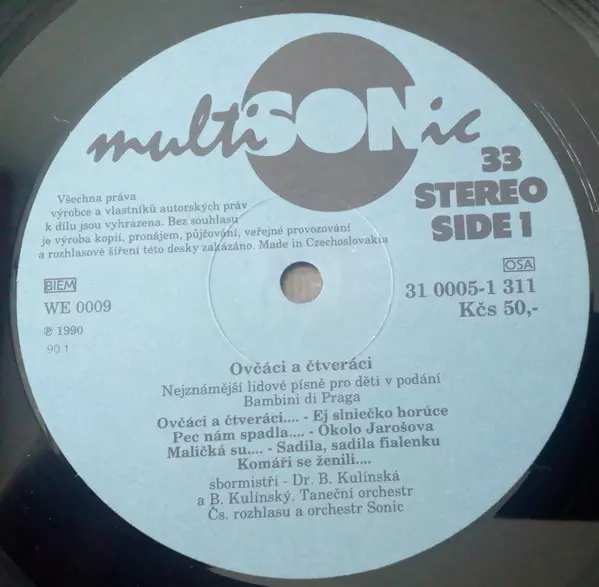 multiSONic
33
STEREO
SIDE 1
Všechna práva
výrobce a vlastníků autorských práv
k dílu jsou vyhrazena. Bez souhlasu
je výroba kopií, pronájem, půjčování, veřejné provozování
a rozhlasové šíření této desky zakázáno. Made in Czechoslovakia
BIEM
WE 0009
℗ 1990
90 1
OSA
31 0005-1 311
Kčs 50,-
Ovčáci a čtveráci
Nejznámější lidové písně pro děti v podání
Bambini di Praga
Ovčáci a čtveráci.... - Ej slniečko horúce
Pec nám spadla.... - Okolo Jarošova
Maličká su.... - Sadila, sadila fialenku
Komáři se ženili....
sbormistři - Dr. B. Kulínská
a B. Kulínský. Taneční orchestr
Čs. rozhlasu a orchestr Sonic